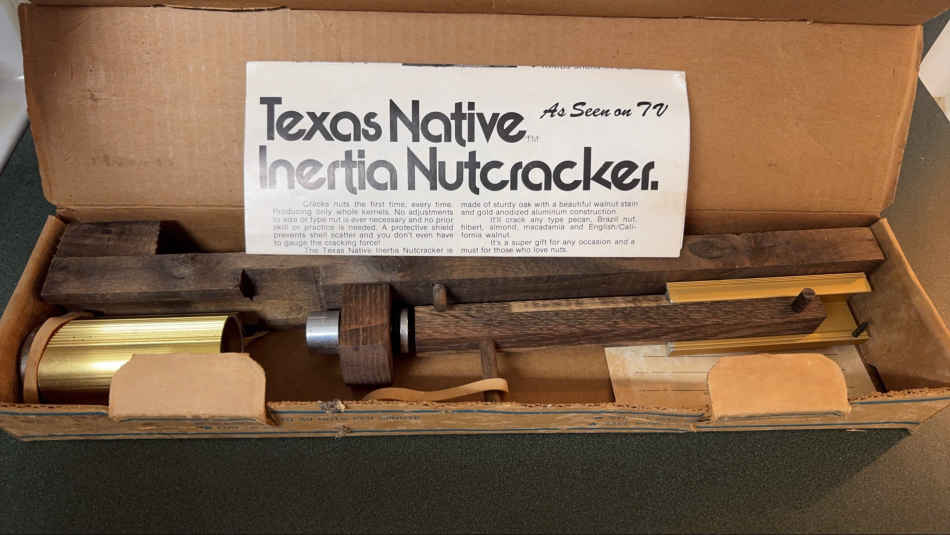 Texas Native™
As Seen on TV
Inertia Nutcracker.
Cracks nuts the first time, every time.
Producing only whole kernels. No adjustments
to size or type nut is ever necessary and no prior
skill or practice is needed. A protective shield
prevents shell scatter and you don't even have
to gauge the cracking force!
The Texas Native Inertia Nutcracker is
made of sturdy oak with a beautiful walnut stain
and gold anodized aluminum construction.
It'll crack any type pecan, Brazil nut,
filbert, almond, macadamia and English/Cali-
fornia walnut.
It's a super gift for any occasion and a
must for those who love nuts.